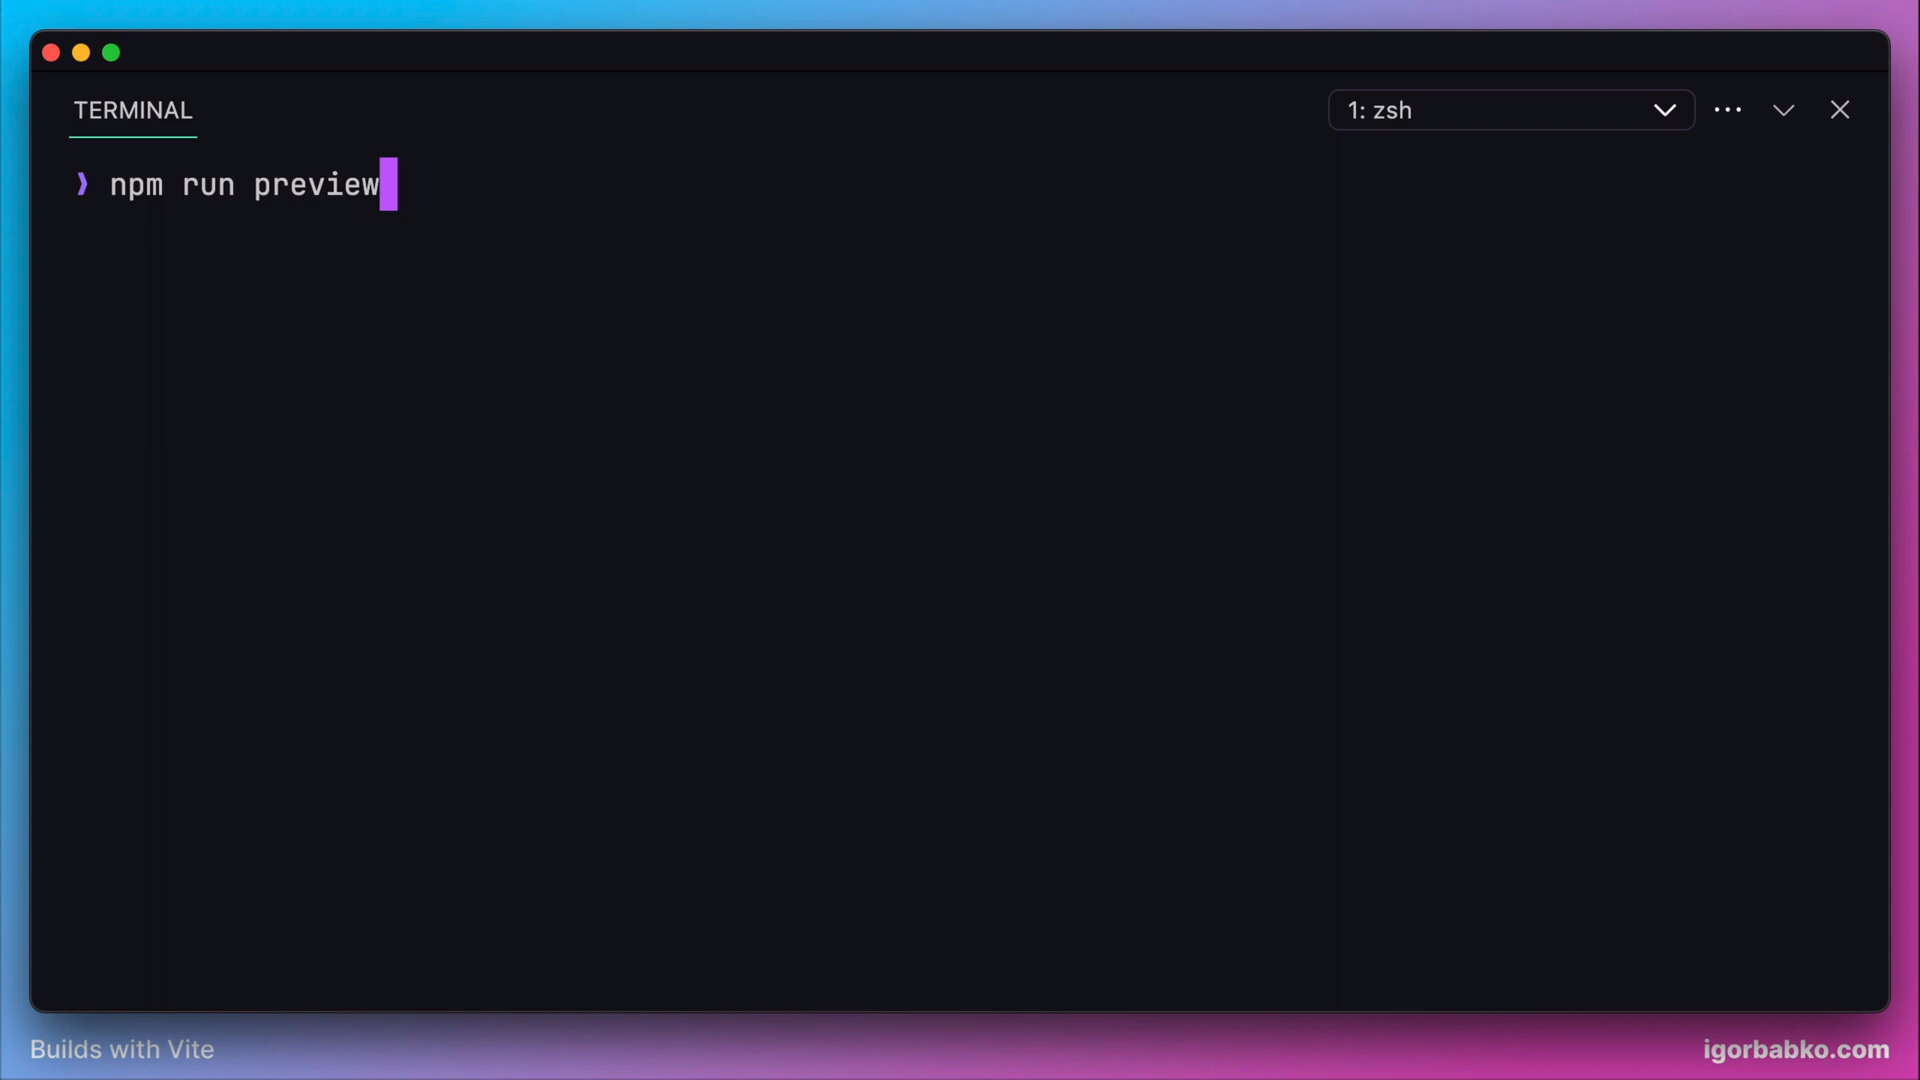 TERMINAL
1: zsh
❯ npm run preview
Builds with Vite
igorbabko.com